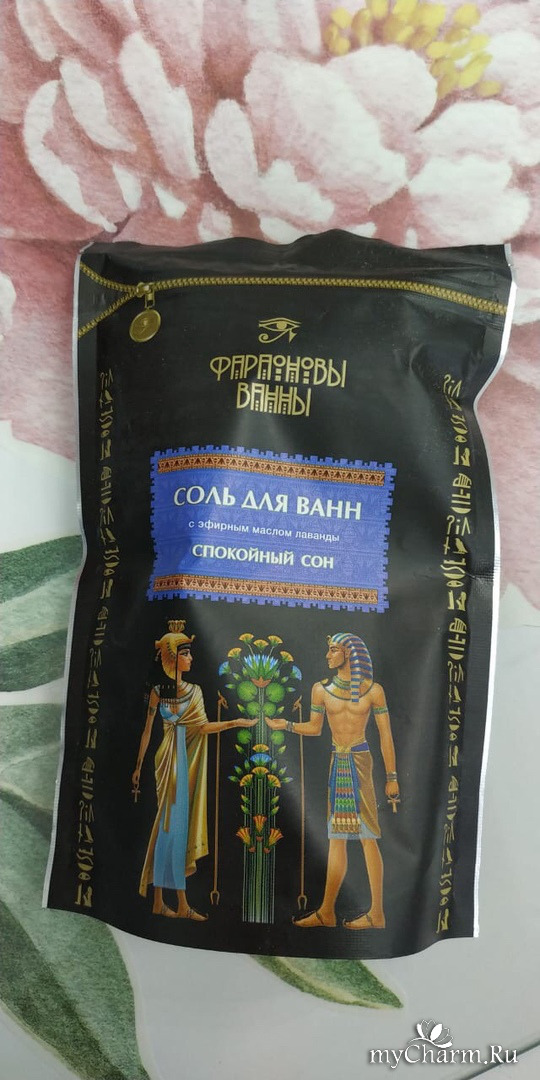 ФАРАОНОВЫ
ВАННЫ
СОЛЬ ДЛЯ ВАНН
с эфирным маслом лаванды
СПОКОЙНЫЙ СОН
myCharm.Ru